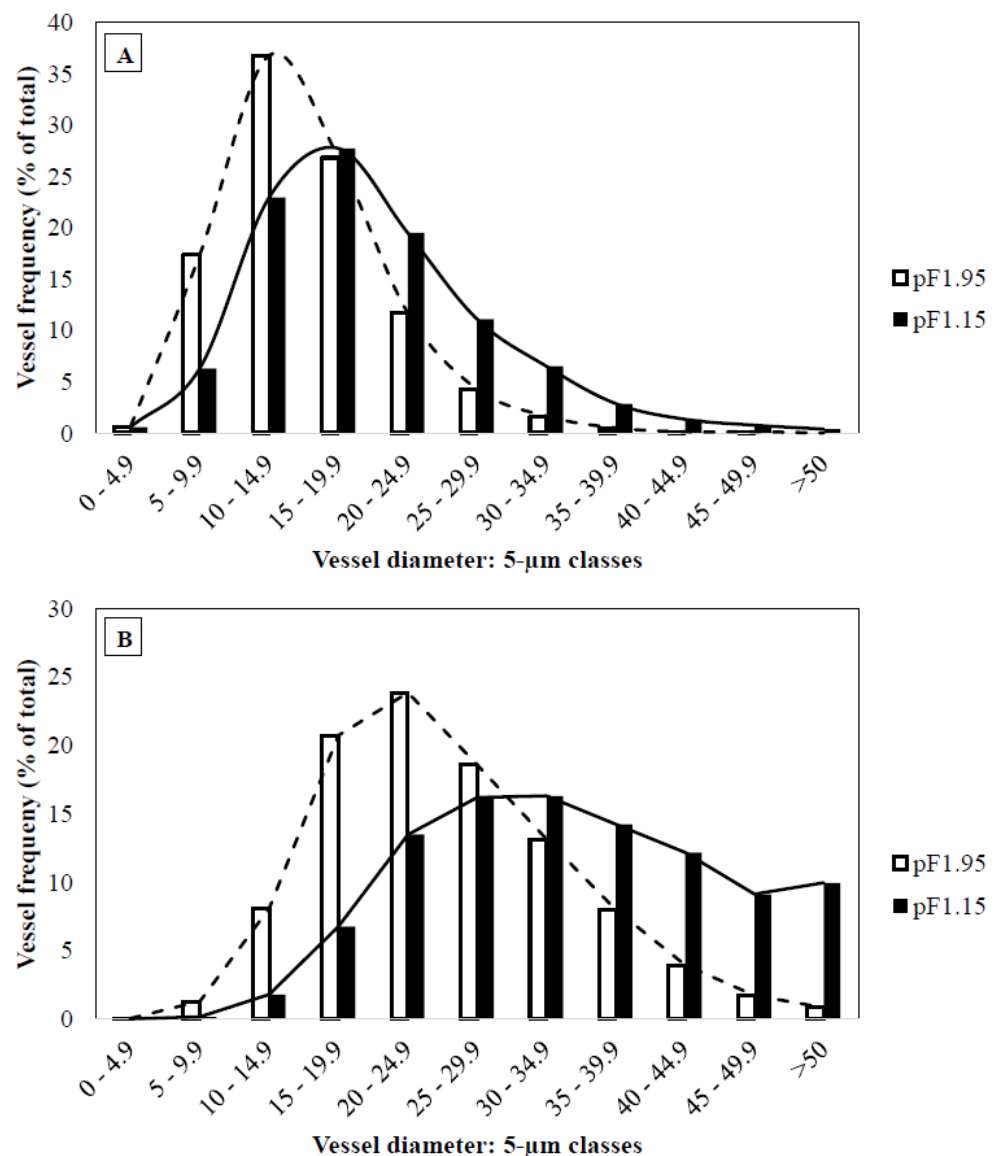 A
Vessel frequency (% of total)
40
35
30
25
20
15
10
5
0
0 - 4.9
5 - 9.9
10 - 14.9
15 - 19.9
20 - 24.9
25 - 29.9
30 - 34.9
35 - 39.9
40 - 44.9
45 - 49.9
>50
Vessel diameter: 5-µm classes
pF1.95
pF1.15
B
Vessel frequeny (% of total)
30
25
20
15
10
5
0
0 - 4.9
5 - 9.9
10 - 14.9
15 - 19.9
20 - 24.9
25 - 29.9
30 - 34.9
35 - 39.9
40 - 44.9
45 - 49.9
>50
Vessel diameter: 5-µm classes
pF1.95
pF1.15